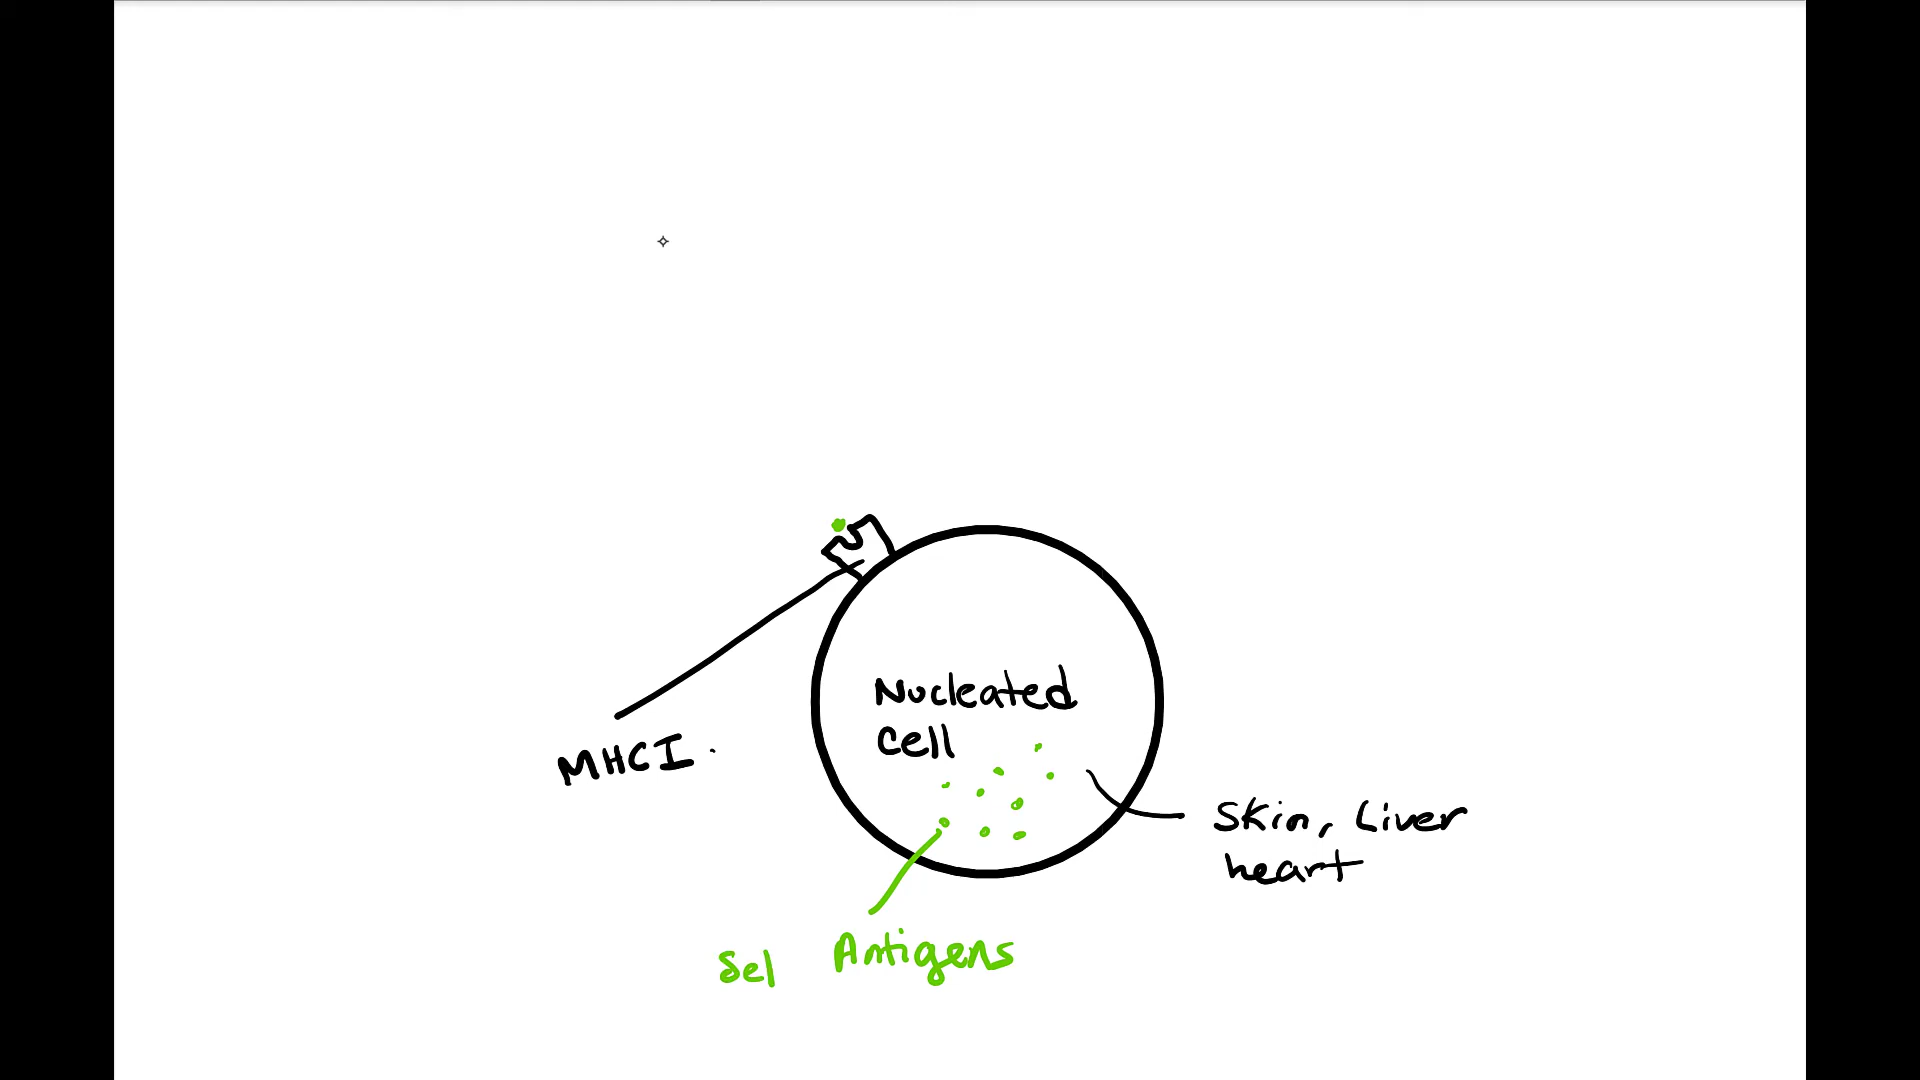 Nucleated
cell
MHCI
Skin, Liver
heart
Sel Antigens